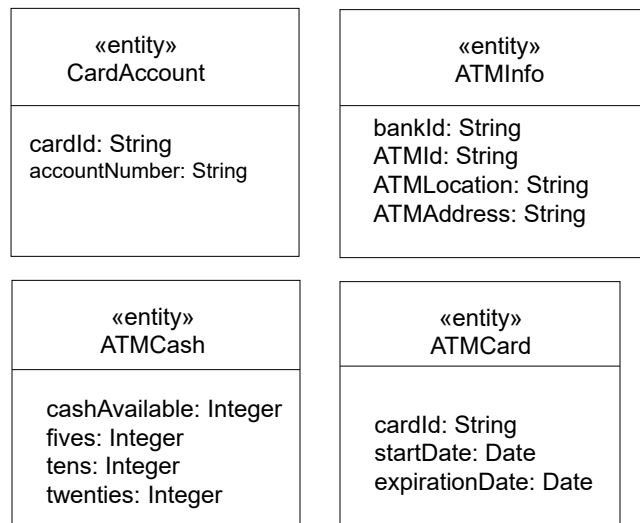 «entity»
CardAccount
cardId: String
accountNumber: String
«entity»
ATMInfo
bankId: String
ATMId: String
ATMLocation: String
ATMAddress: String
«entity»
ATMCash
cashAvailable: Integer
fives: Integer
tens: Integer
twenties: Integer
«entity»
ATMCard
cardId: String
startDate: Date
expirationDate: Date